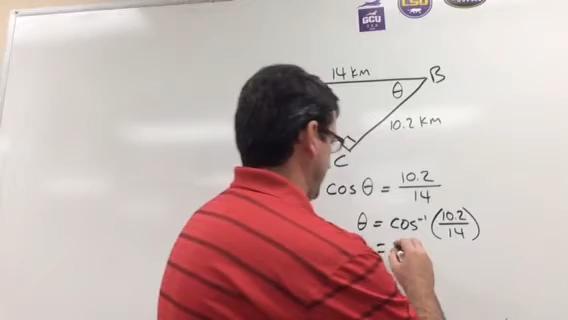 GCU
LSU
14 km
B
θ
10.2 km
C
cos θ = 10.2/14
θ = cos⁻¹(10.2/14)
=